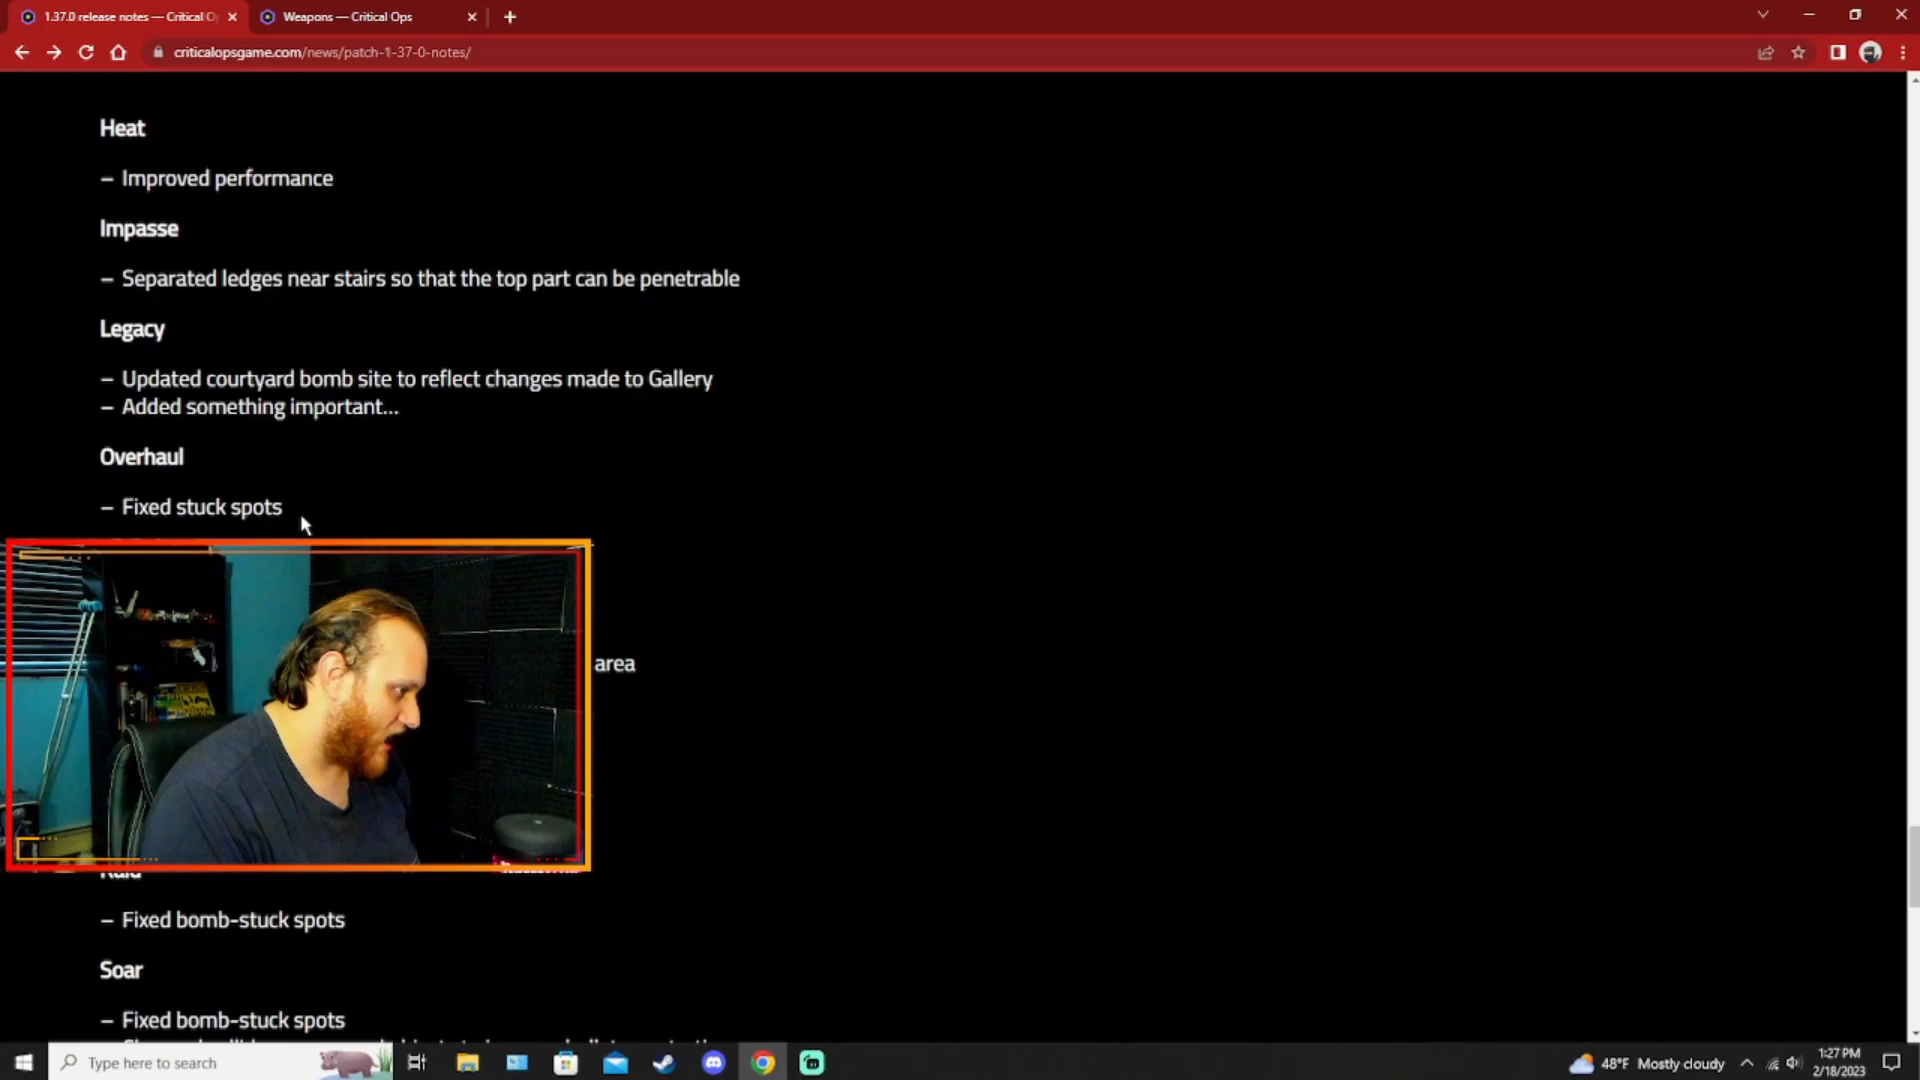 1.37.0 release notes — Critical O
Weapons — Critical Ops
criticalopsgame.com/news/patch-1-37-0-notes/
Heat
– Improved performance
Impasse
– Separated ledges near stairs so that the top part can be penetrable
Legacy
– Updated courtyard bomb site to reflect changes made to Gallery
– Added something important...
Overhaul
– Fixed stuck spots
area
– Fixed bomb-stuck spots
Soar
– Fixed bomb-stuck spots
Type here to search
48°F Mostly cloudy
1:27 PM
2/18/2023